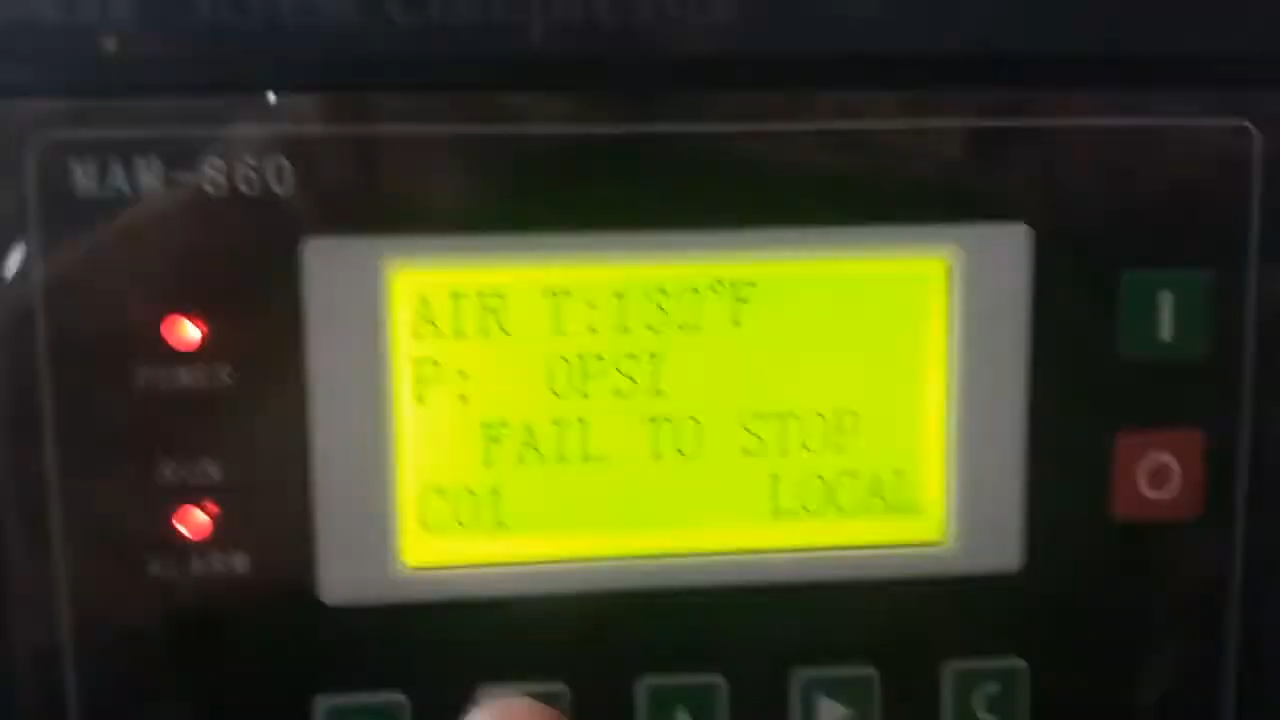 MAM-860
AIR T:132°F
P: 0PSI
FAIL TO STOP
C01 LOCAL
POWER
RUN
ALARM